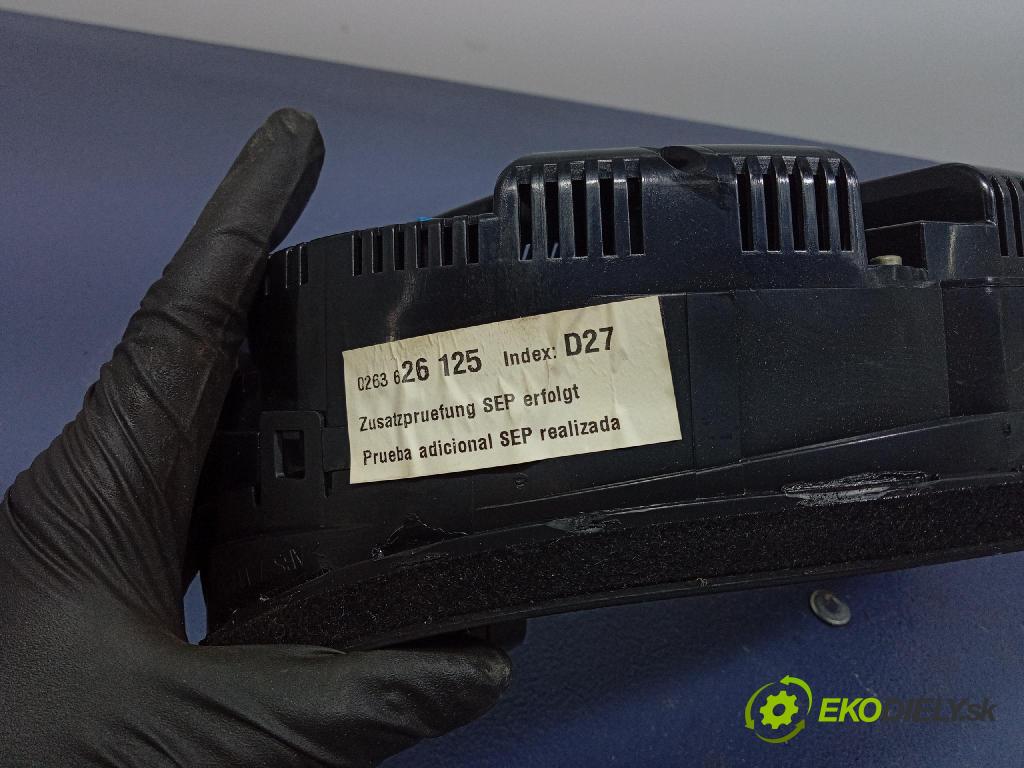 0263 626 125 Index: D27
Zusatzpruefung SEP erfolgt
Prueba adicional SEP realizada
EKODIELY.sk